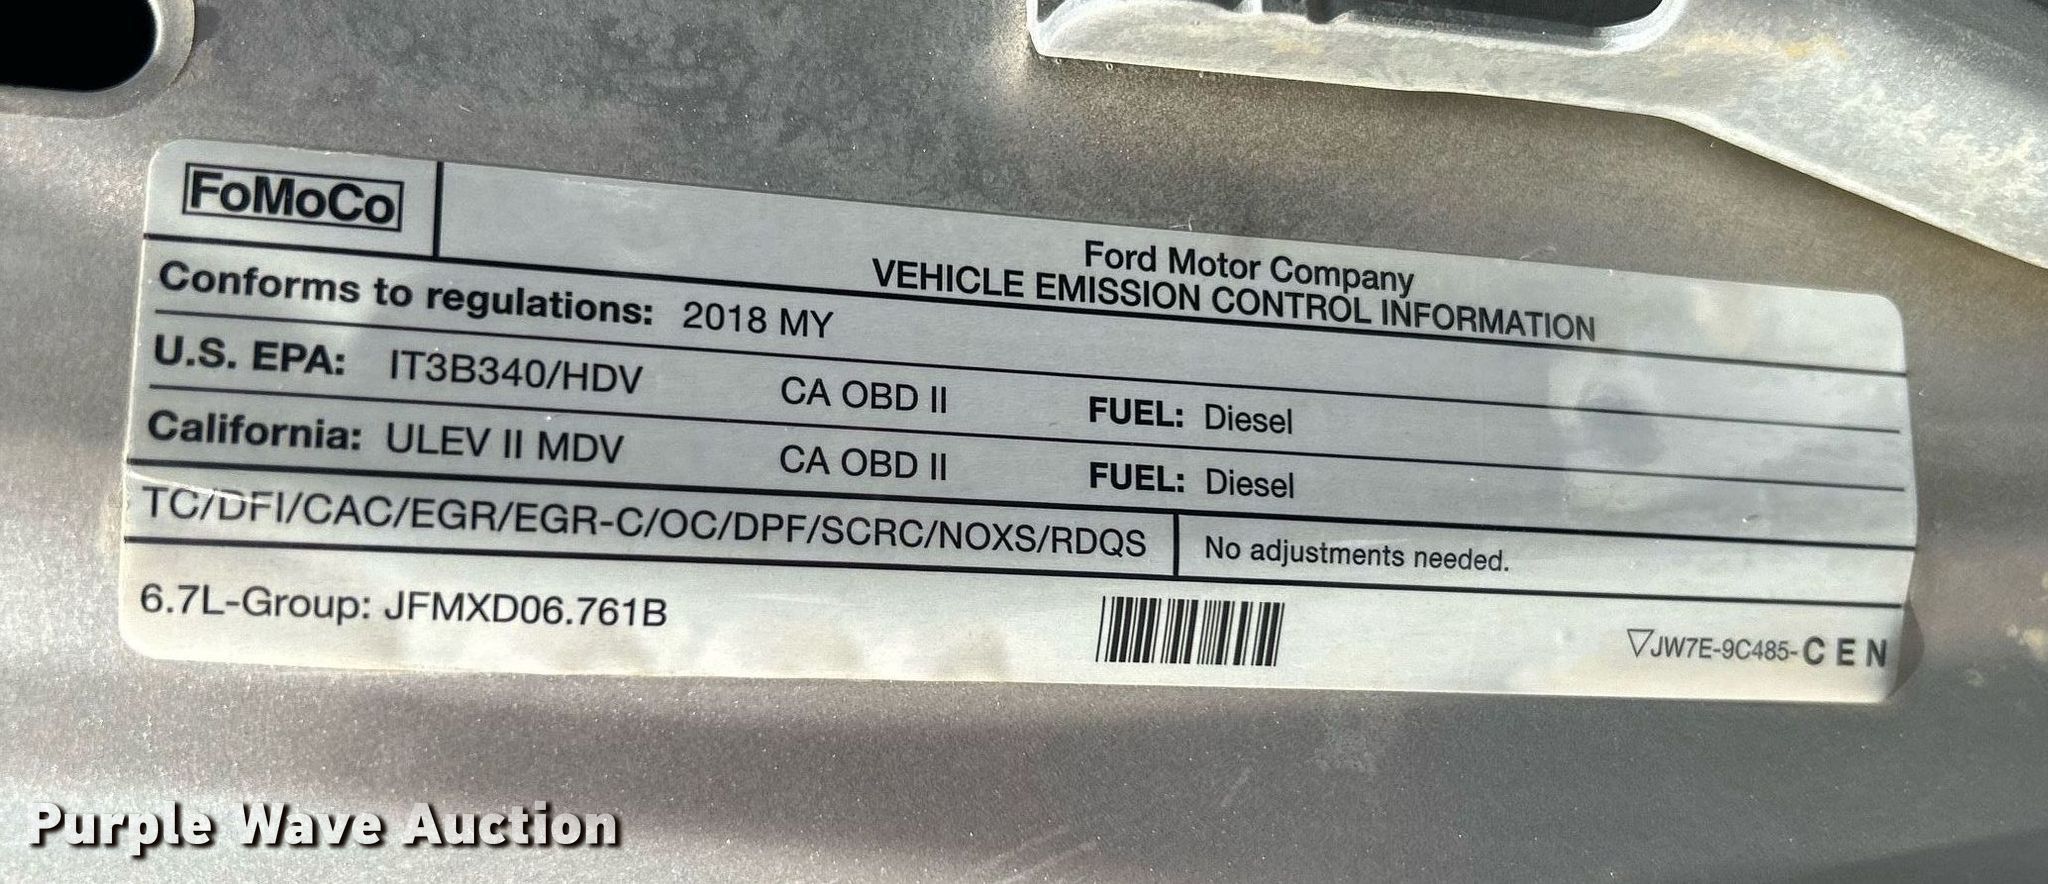 FoMoCo
Ford Motor Company
VEHICLE EMISSION CONTROL INFORMATION
Conforms to regulations: 2018 MY
U.S. EPA: IT3B340/HDV CA OBD II FUEL: Diesel
California: ULEV II MDV CA OBD II FUEL: Diesel
TC/DFI/CAC/EGR/EGR-C/OC/DPF/SCRC/NOXS/RDQS No adjustments needed.
6.7L-Group: JFMXD06.761B
▽JW7E-9C485-C E N
Purple Wave Auction